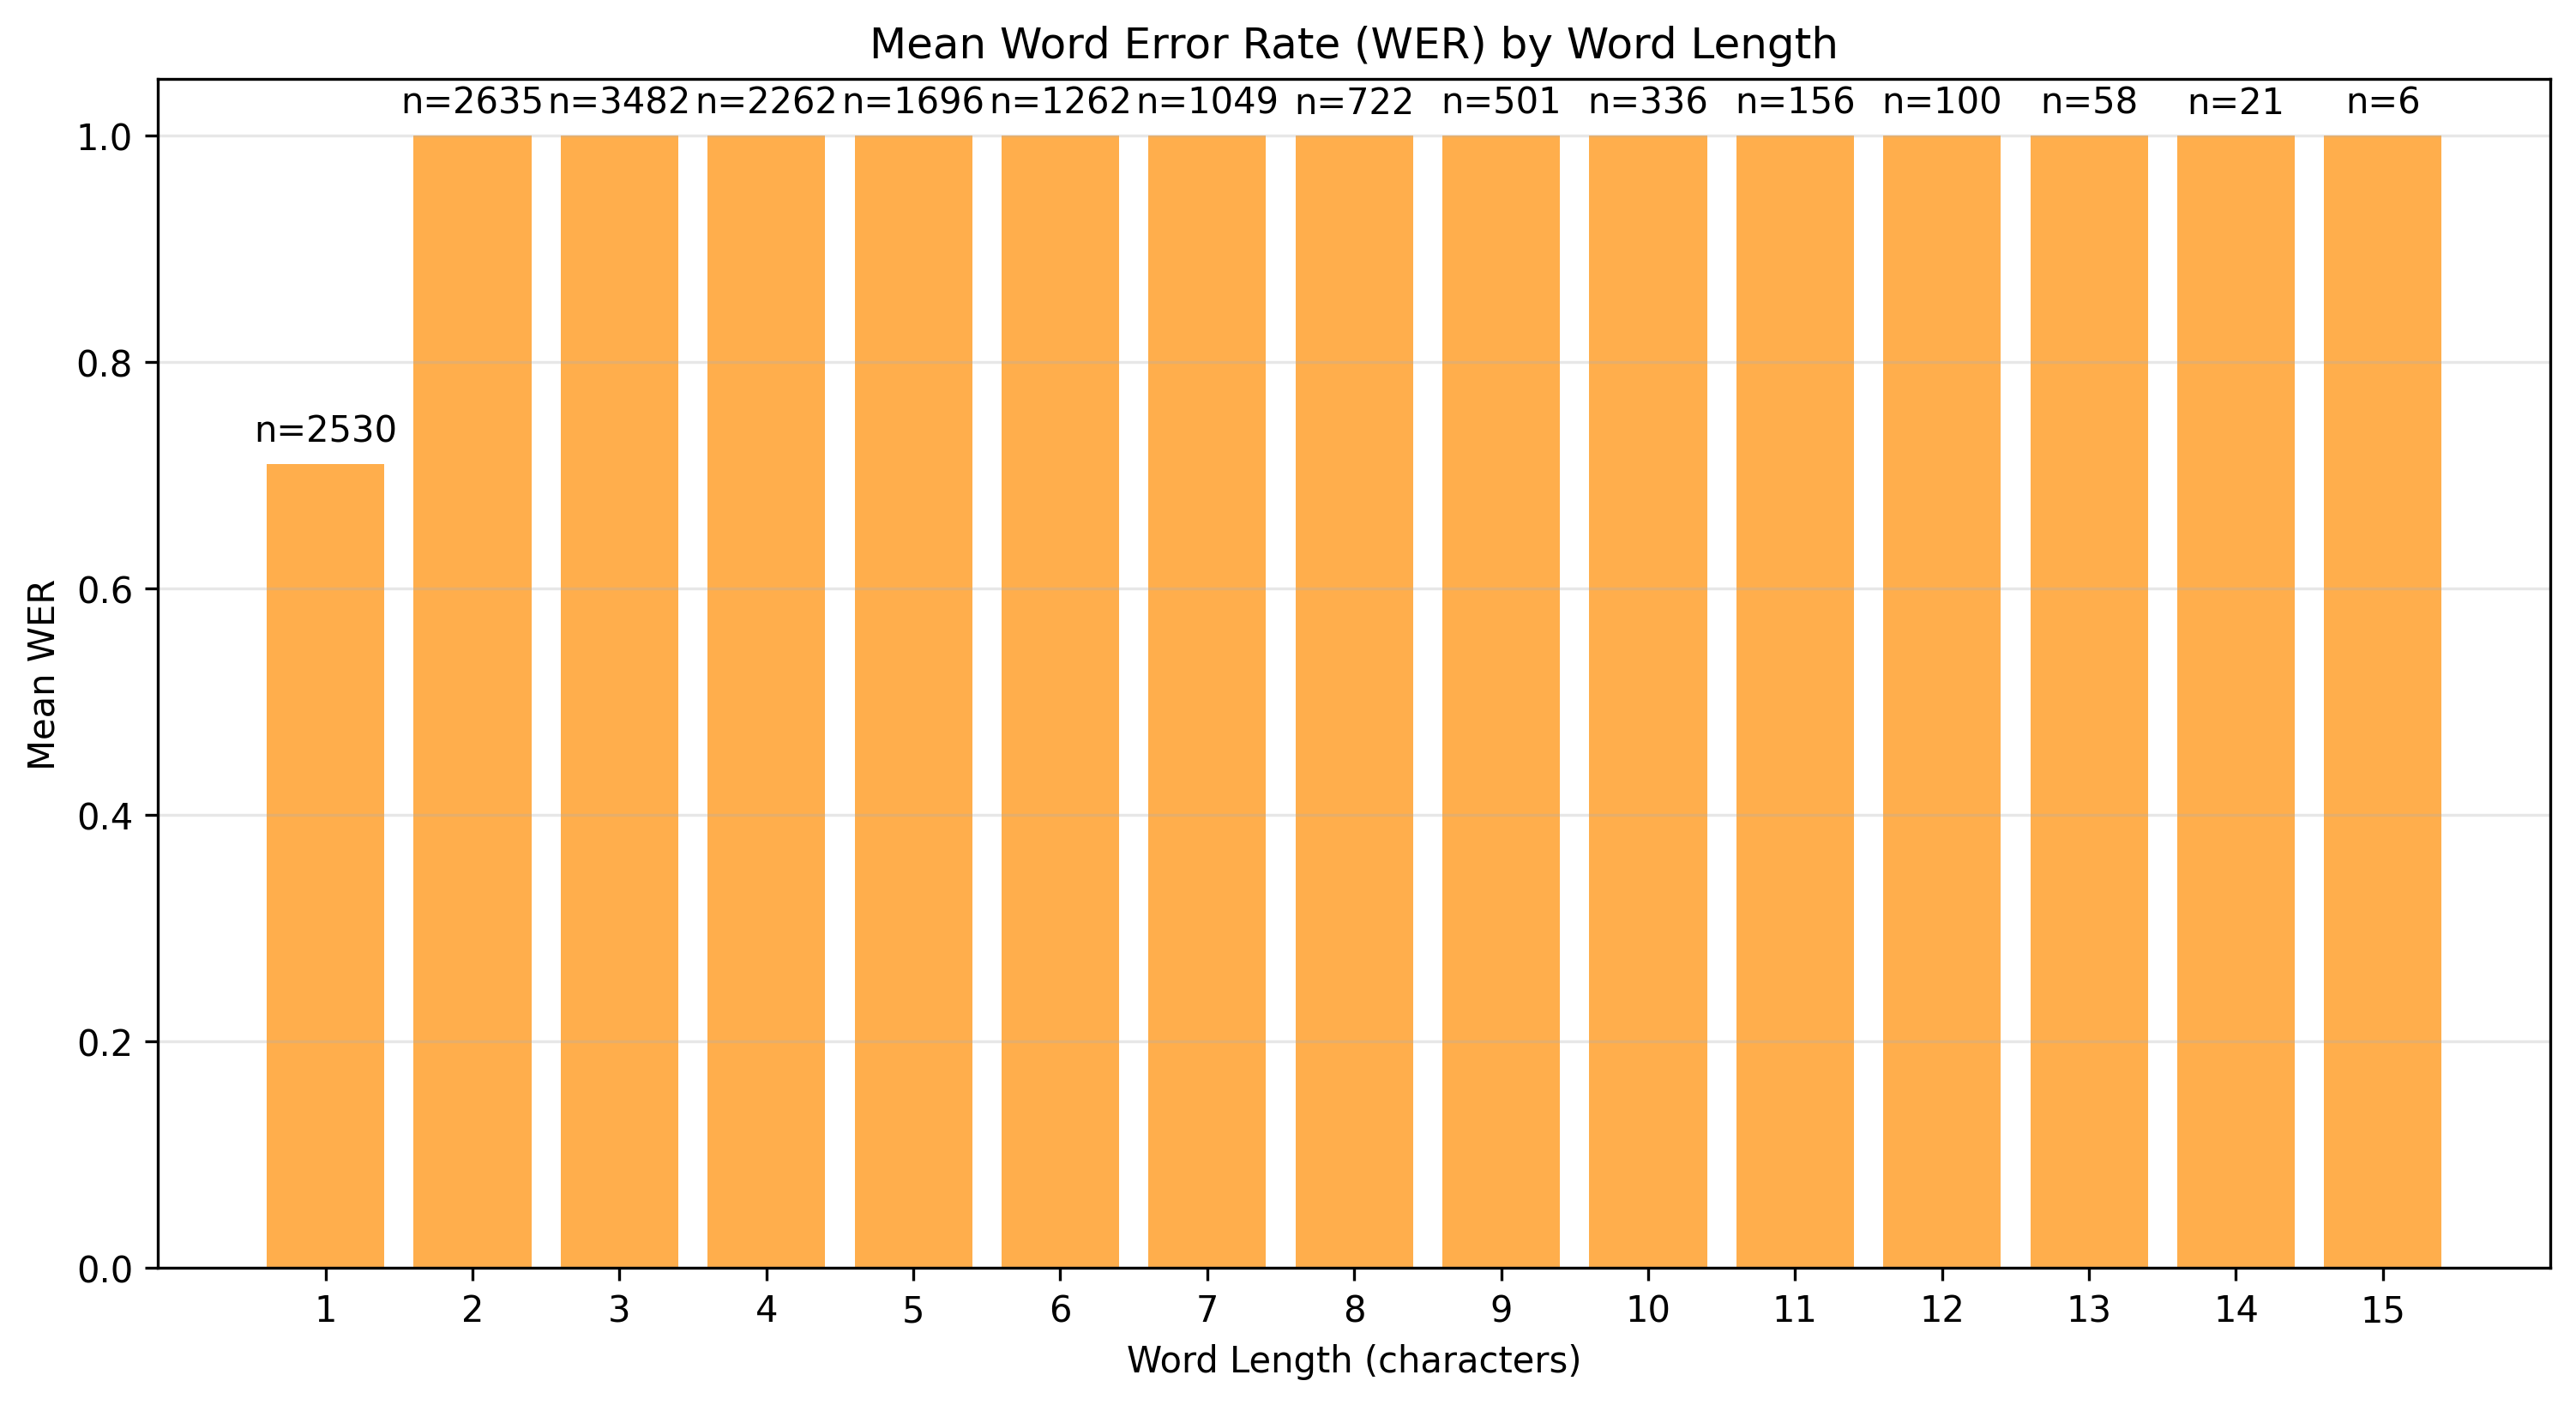 Mean Word Error Rate (WER) by Word Length
n=2635 n=3482 n=2262 n=1696 n=1262 n=1049 n=722 n=501 n=336 n=156 n=100 n=58 n=21 n=6
1.0
0.8
n=2530
0.6
Mean WER
0.4
0.2
0.0
1 2 3 4 5 6 7 8 9 10 11 12 13 14 15
Word Length (characters)